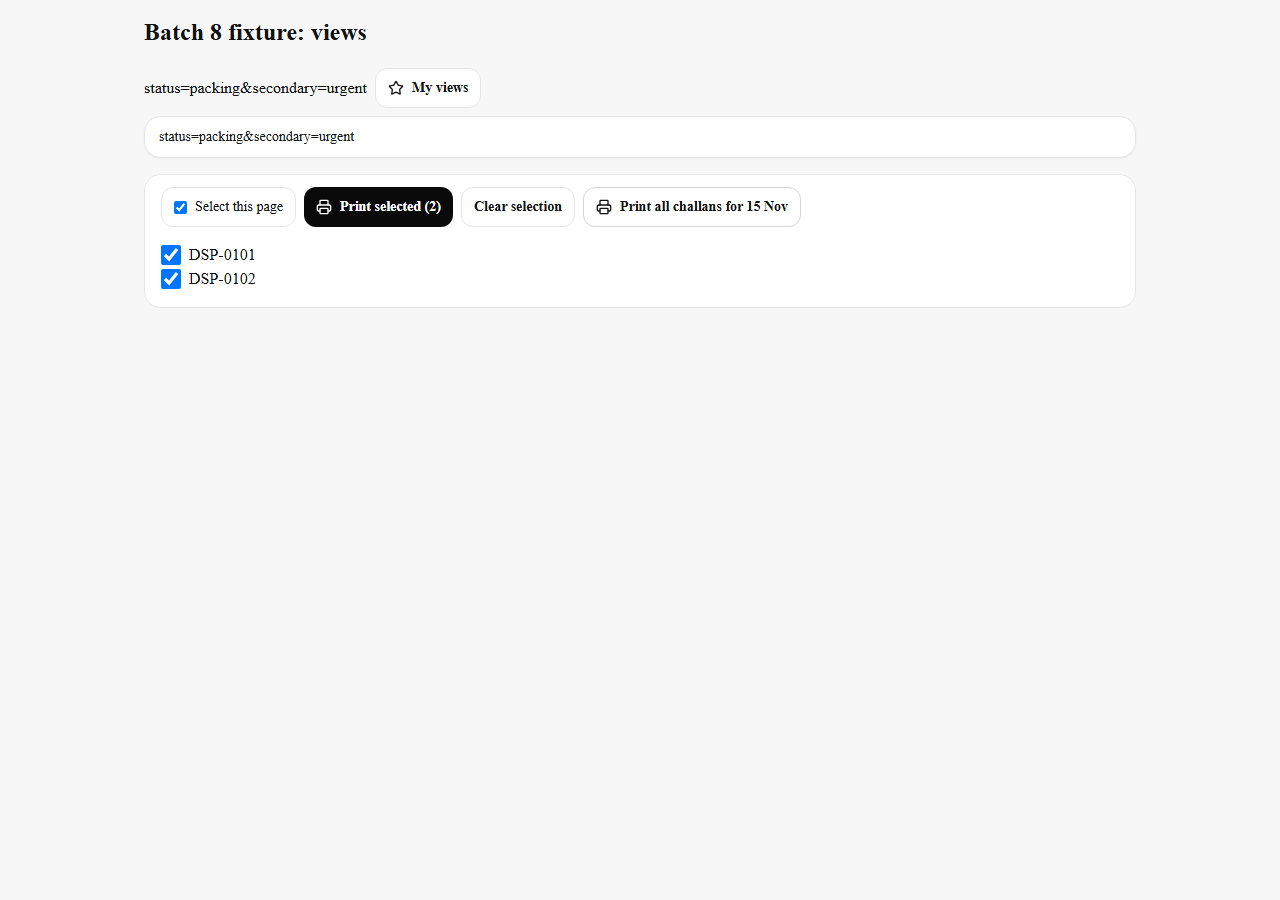 Batch 8 fixture: views
status=packing&secondary=urgent My views
status=packing&secondary=urgent
Select this page Print selected (2) Clear selection Print all challans for 15 Nov
DSP-0101
DSP-0102